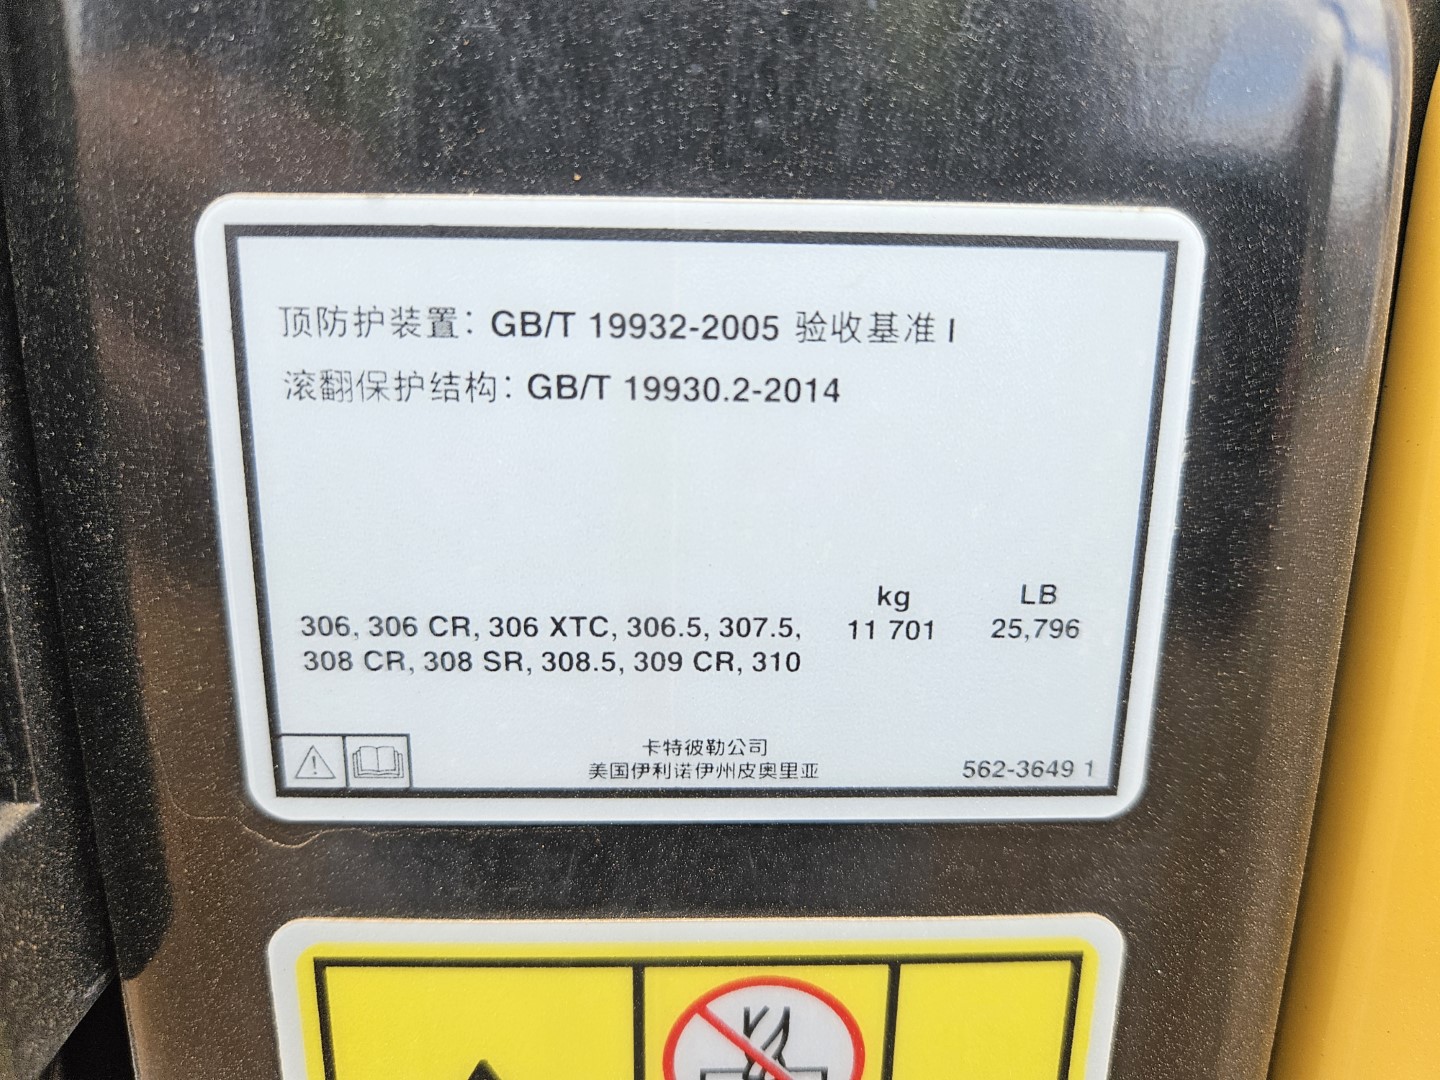 顶防护装置：GB/T 19932-2005 验收基准 I
滚翻保护结构：GB/T 19930.2-2014
kg LB
306, 306 CR, 306 XTC, 306.5, 307.5, 11 701 25,796
308 CR, 308 SR, 308.5, 309 CR, 310
卡特彼勒公司
美国伊利诺伊州皮奥里亚
562-3649 1